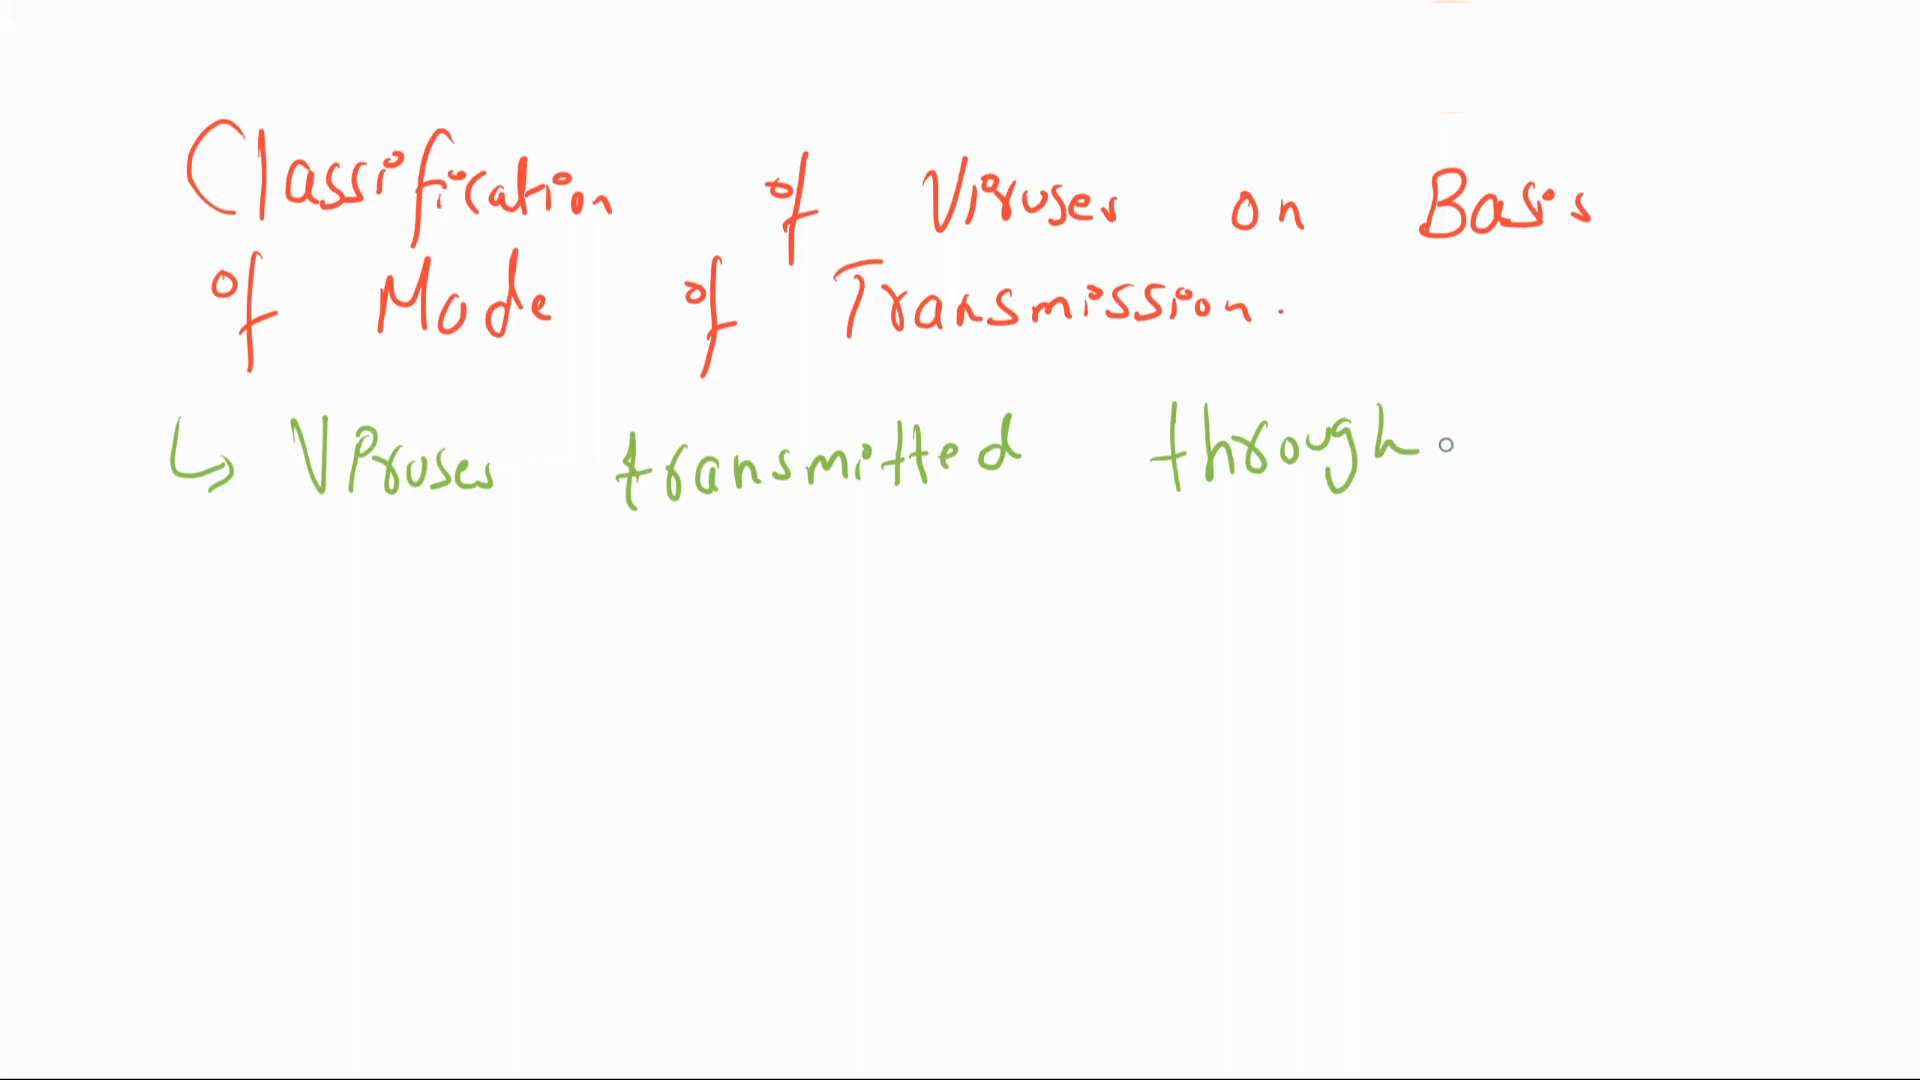 Classification of Viruses on Basis
of Mode of Transmission.
↳ Viruses transmitted through